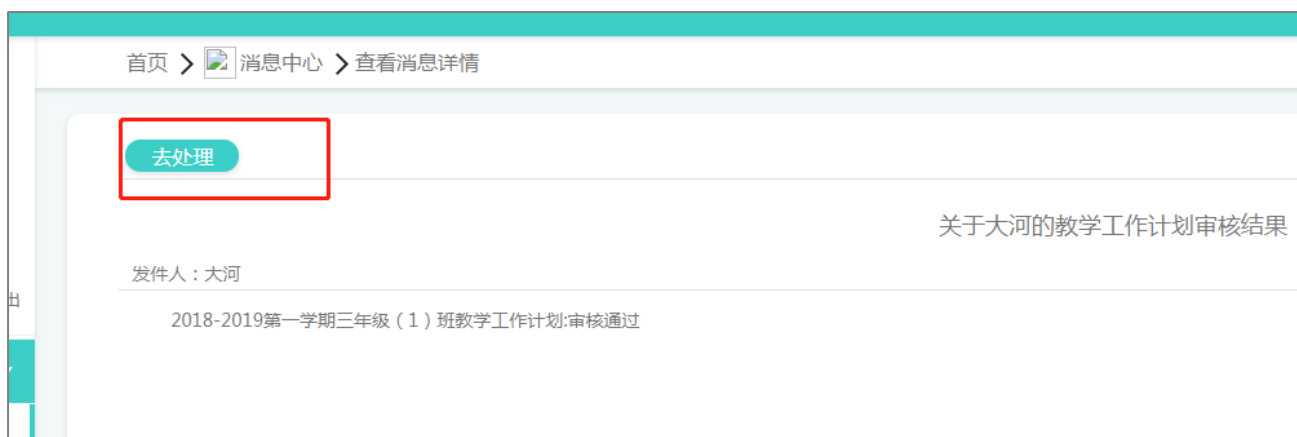 首页 消息中心 查看消息详情
去处理
关于大河的教学工作计划审核结果
发件人：大河
出
2018-2019第一学期三年级（1）班教学工作计划:审核通过